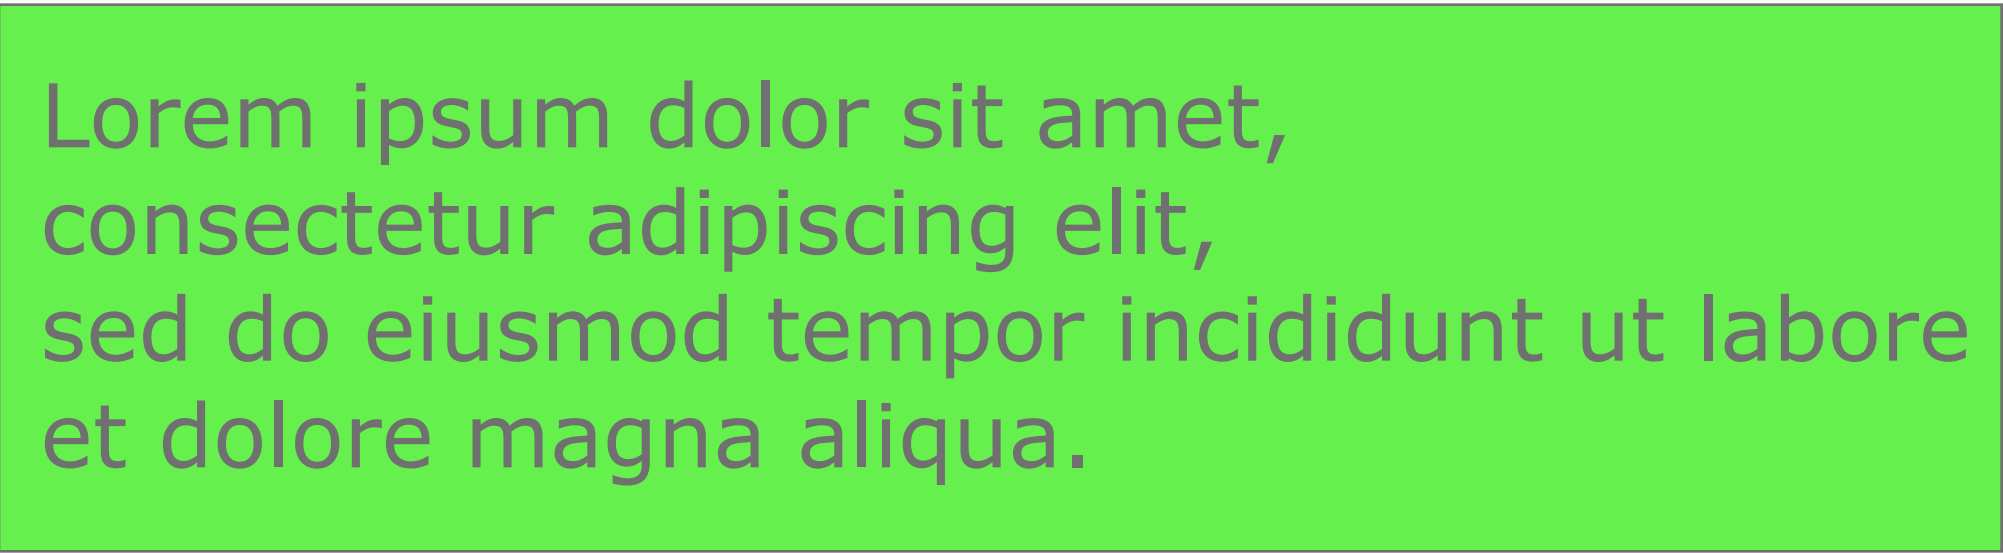 Lorem ipsum dolor sit amet,
consectetur adipiscing elit,
sed do eiusmod tempor incididunt ut labore
et dolore magna aliqua.